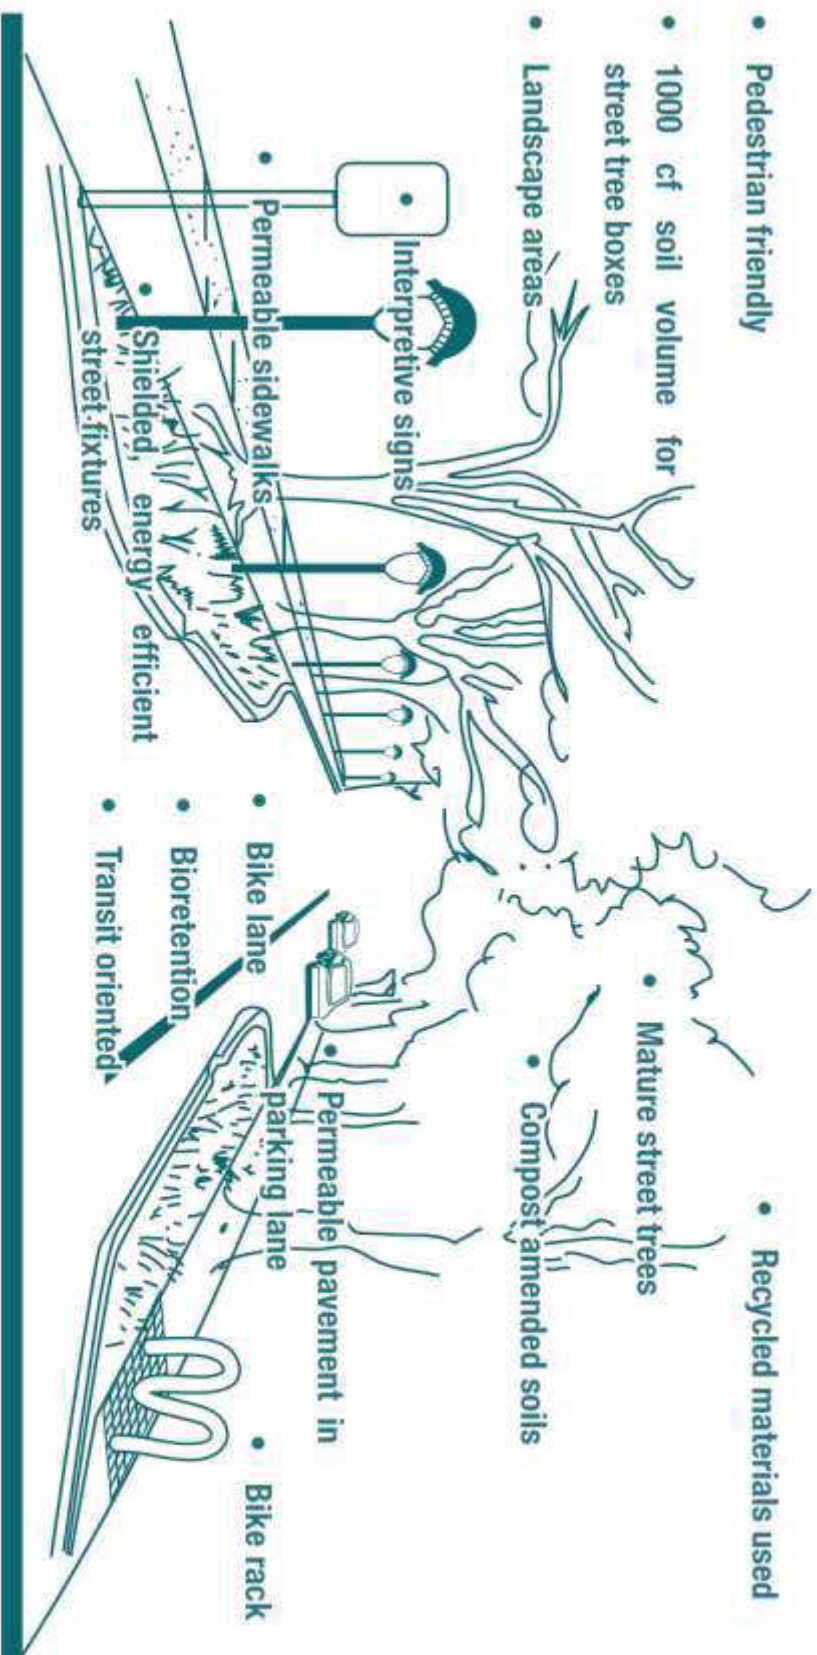 • Pedestrian friendly
• 1000 cf soil volume for
street tree boxes
• Landscape areas
• Interpretive signs
• Permeable sidewalks
• Shielded, energy efficient
street fixtures
• Bike lane
• Bioretention
• Transit oriented
• Recycled materials used
• Mature street trees
• Compost amended soils
• Permeable pavement in
parking lane
• Bike rack